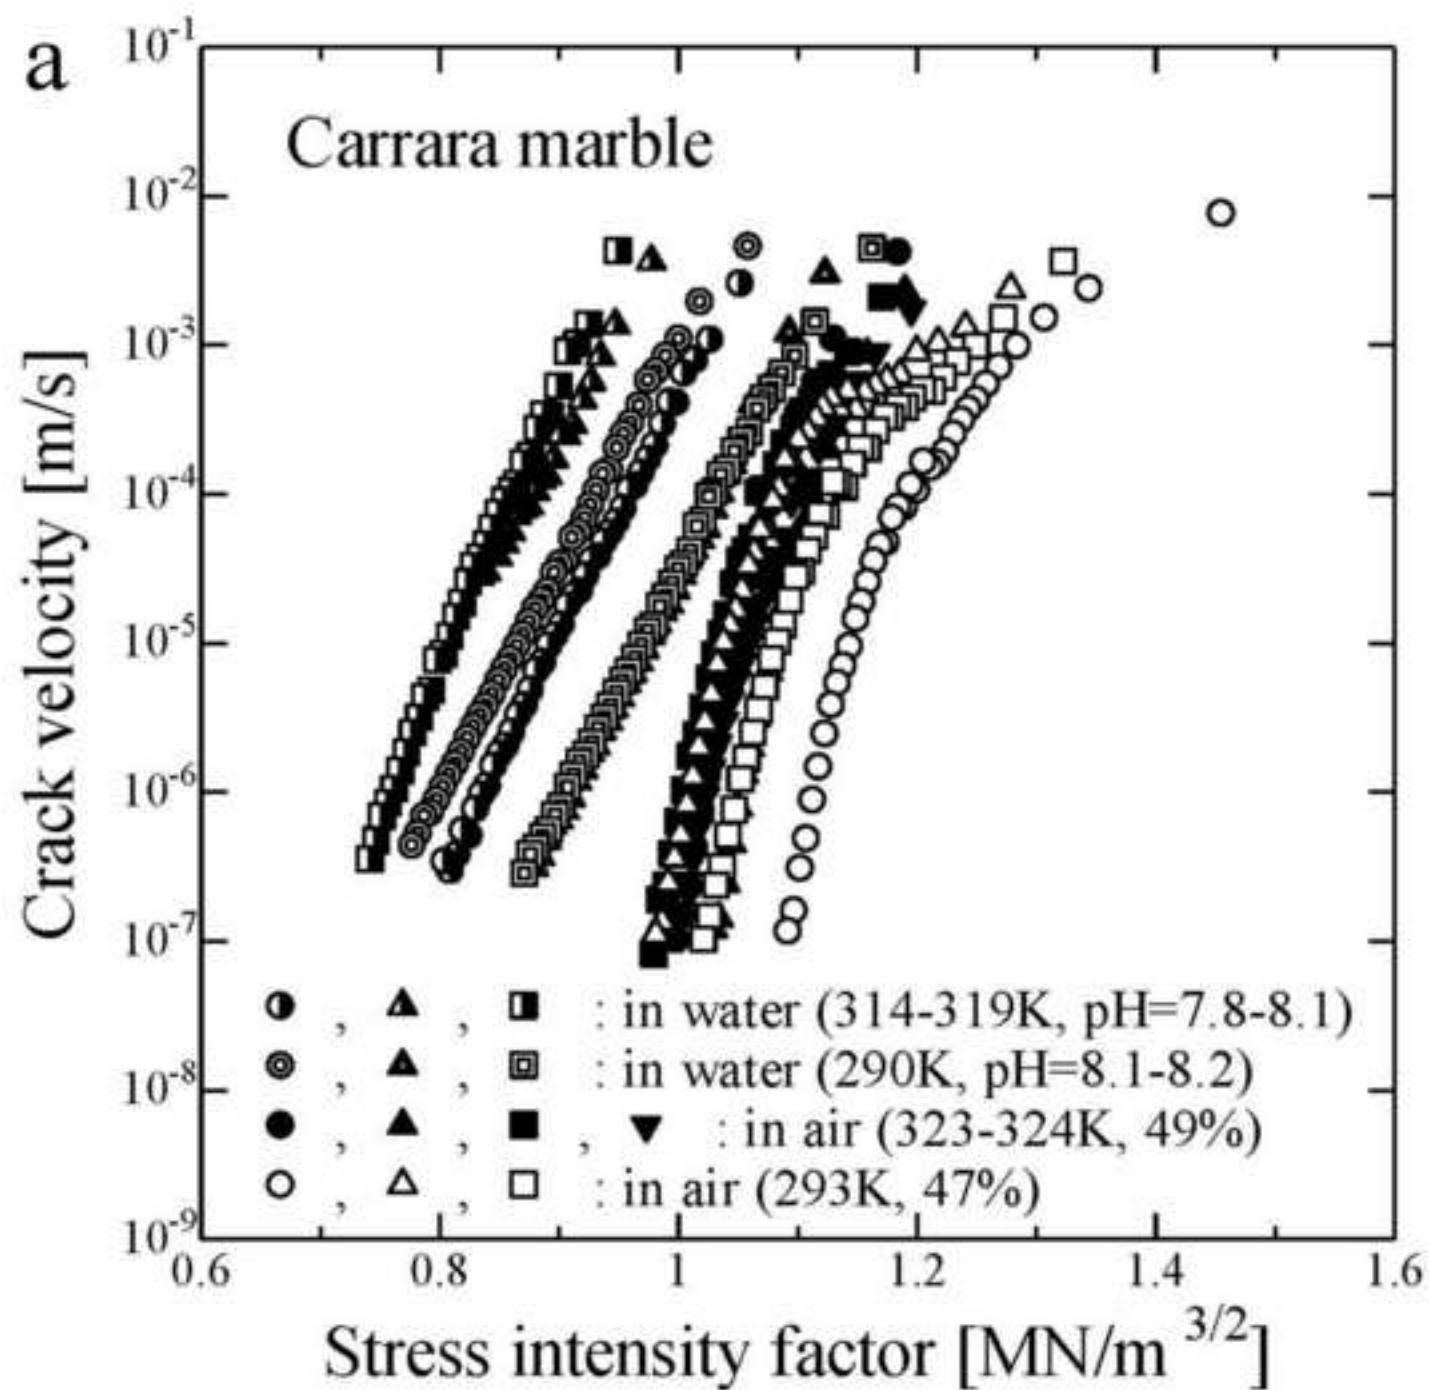 a
Carrara marble
Crack velocity [m/s]
10⁻¹
10⁻²
10⁻³
10⁻⁴
10⁻⁵
10⁻⁶
10⁻⁷
10⁻⁸
10⁻⁹
, , : in water (314-319K, pH=7.8-8.1)
, , : in water (290K, pH=8.1-8.2)
, , , : in air (323-324K, 49%)
, , : in air (293K, 47%)
0.6 0.8 1 1.2 1.4 1.6
Stress intensity factor [MN/m³ᐟ²]